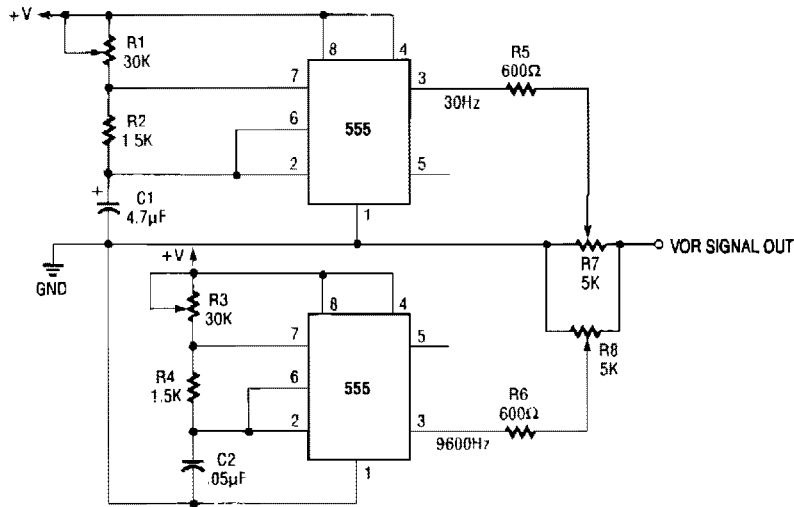 +V
R1
30K
8
4
7
3
30Hz
R5
600Ω
R2
1.5K
6
555
2
5
+
C1
4.7µF
1
GND
+V
R7
5K
VOR SIGNAL OUT
R3
30K
8
4
7
5
R8
5K
R4
1.5K
6
555
2
3
9600Hz
R6
600Ω
C2
.05µF
1